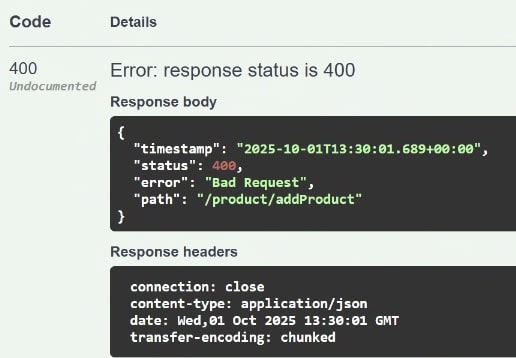 Code Details
400 Error: response status is 400
Undocumented
Response body
{
"timestamp": "2025-10-01T13:30:01.689+00:00",
"status": 400,
"error": "Bad Request",
"path": "/product/addProduct"
}
Response headers
connection: close
content-type: application/json
date: Wed,01 Oct 2025 13:30:01 GMT
transfer-encoding: chunked